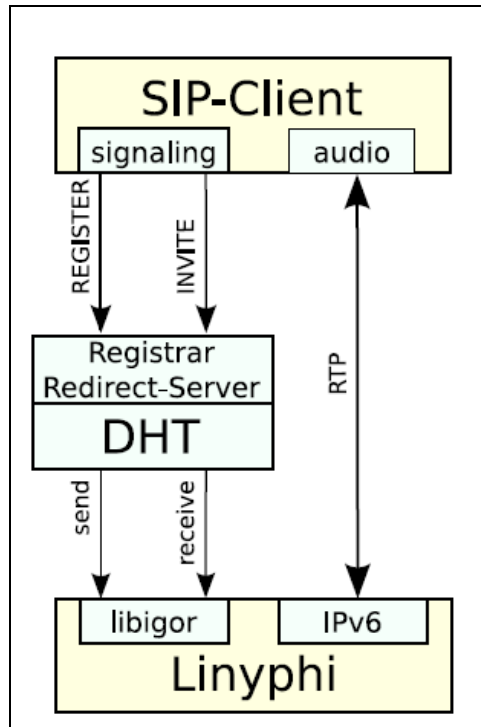 SIP-Client
signaling
audio
REGISTER
INVITE
RTP
Registrar
Redirect-Server
DHT
send
receive
libigor
IPv6
Linyphi